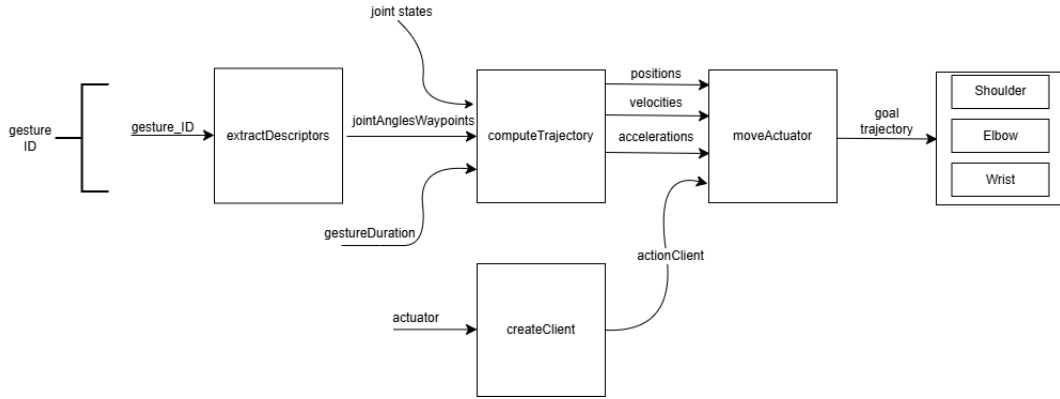 joint states
gesture
ID
gesture_ID
extractDescriptors
jointAnglesWaypoints
gestureDuration
computeTrajectory
positions
velocities
accelerations
moveActuator
goal
trajectory
Shoulder
Elbow
Wrist
actionClient
actuator
createClient